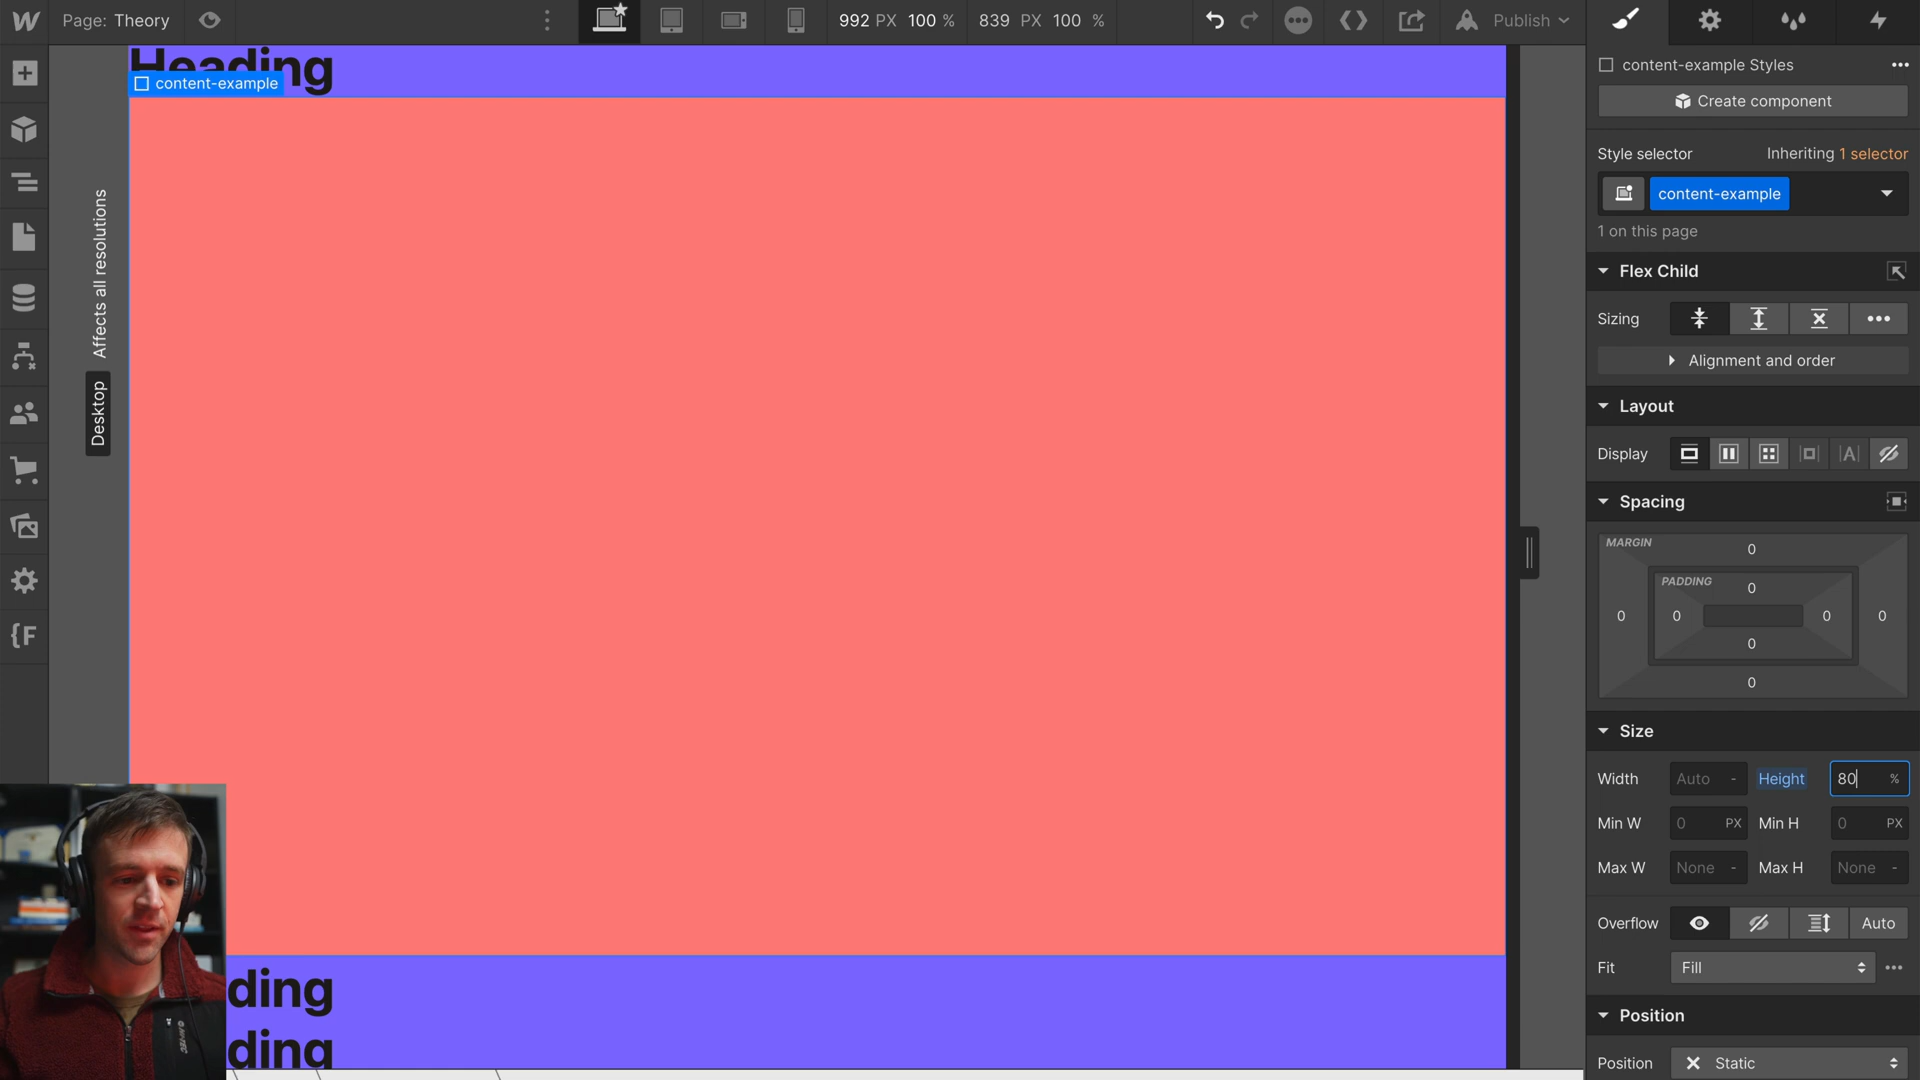 Page: Theory
992 PX 100 %
839 PX 100 %
Publish
Heading
content-example
Affects all resolutions
Desktop
ding
ding
content-example Styles
Create component
Style selector
Inheriting 1 selector
content-example
1 on this page
Flex Child
Sizing
Alignment and order
Layout
Display
Spacing
MARGIN
0
PADDING
0
0 0 0 0
0
0
Size
Width Auto - Height 80 %
Min W 0 PX Min H 0 PX
Max W None - Max H None -
Overflow Auto
Fit Fill
Position
Position Static